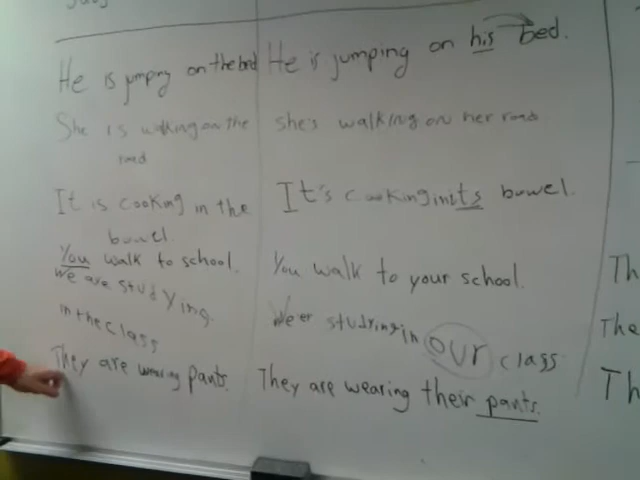 He is jumping on the bed
She is walking on the
road
It is cooking in the
bowel.
You walk to school.
We are studying
in the class
They are wearing pants.
He is jumping on his bed.
she's walking on her road
It's cooking in its bowel.
You walk to your school.
studring in our class
They are wearing their pants.
Th
The
Th